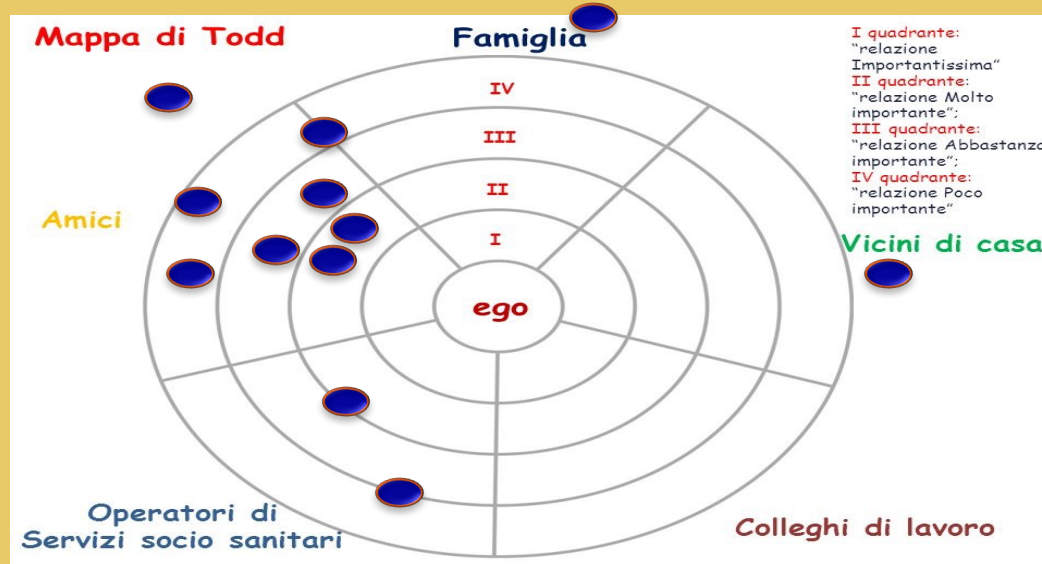 Mappa di Todd
Famiglia
I quadrante:
“relazione
Importantissima”
II quadrante:
“relazione Molto
importante”;
III quadrante:
“relazione Abbastanza
importante”;
IV quadrante:
“relazione Poco
importante”
IV
III
II
I
ego
Amici
Vicini di casa
Operatori di
Servizi socio sanitari
Colleghi di lavoro